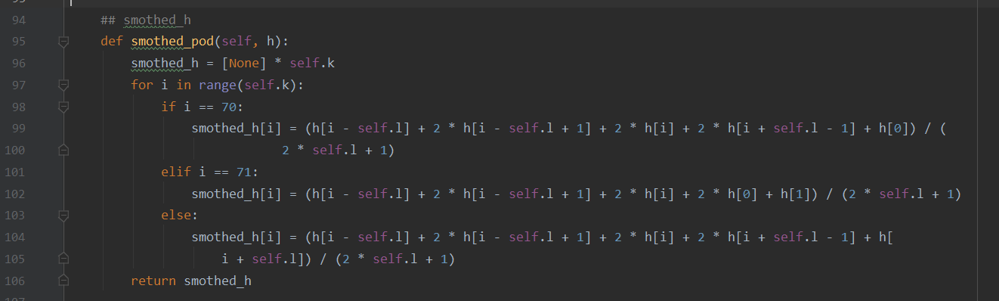 94 ## smothed_h
95 def smothed_pod(self, h):
96 smothed_h = [None] * self.k
97 for i in range(self.k):
98 if i == 70:
99 smothed_h[i] = (h[i - self.l] + 2 * h[i - self.l + 1] + 2 * h[i] + 2 * h[i + self.l - 1] + h[0]) / (
100 2 * self.l + 1)
101 elif i == 71:
102 smothed_h[i] = (h[i - self.l] + 2 * h[i - self.l + 1] + 2 * h[i] + 2 * h[0] + h[1]) / (2 * self.l + 1)
103 else:
104 smothed_h[i] = (h[i - self.l] + 2 * h[i - self.l + 1] + 2 * h[i] + 2 * h[i + self.l - 1] + h[
105 i + self.l]) / (2 * self.l + 1)
106 return smothed_h